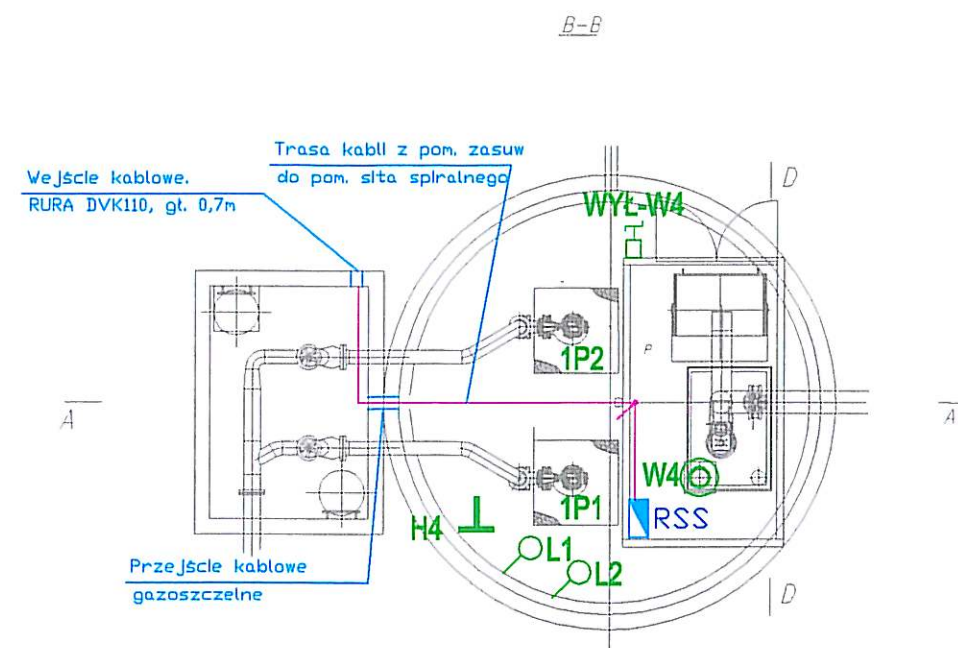 B-B
Trasa kabli z pom. zasuw
do pom. sita spiralnego
Wejście kablowe.
RURA DVK110, gł. 0,7m
D
WYŁ-W4
1P2
P
A
A
W4
1P1
RSS
H4
L1
L2
Przejście kablowe
gazoszczelne
D